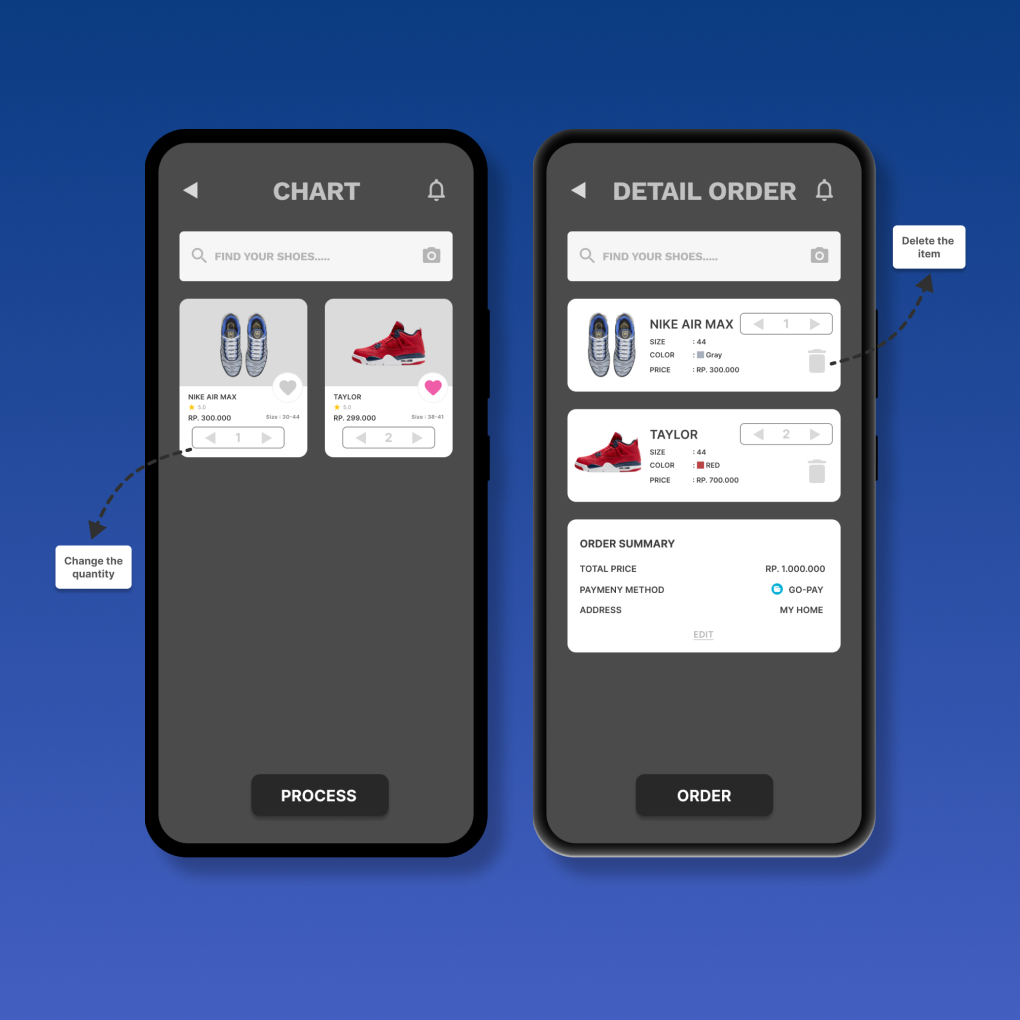 CHART
FIND YOUR SHOES.....
NIKE AIR MAX
5.0
RP. 300.000 Size : 30-44
1
TAYLOR
5.0
RP. 299.000 Size : 38-41
2
Change the
quantity
PROCESS
DETAIL ORDER
FIND YOUR SHOES.....
NIKE AIR MAX 1
SIZE : 44
COLOR : Gray
PRICE : RP. 300.000
Delete the
item
TAYLOR 2
SIZE : 44
COLOR : RED
PRICE : RP. 700.000
ORDER SUMMARY
TOTAL PRICE RP. 1.000.000
PAYMENY METHOD GO-PAY
ADDRESS MY HOME
EDIT
ORDER